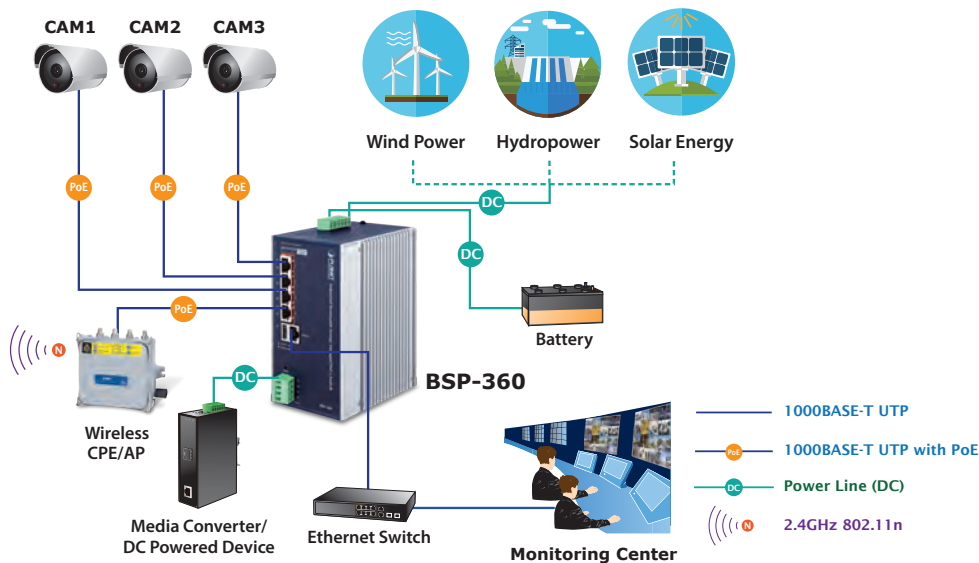 CAM1 CAM2 CAM3
Wind Power Hydropower Solar Energy
PoE PoE PoE
DC
DC
PLANET
PoE
N
DC
Battery
BSP-360
Wireless
CPE/AP
Media Converter/
DC Powered Device
Ethernet Switch
Monitoring Center
1000BASE-T UTP
PoE 1000BASE-T UTP with PoE
DC Power Line (DC)
N 2.4GHz 802.11n